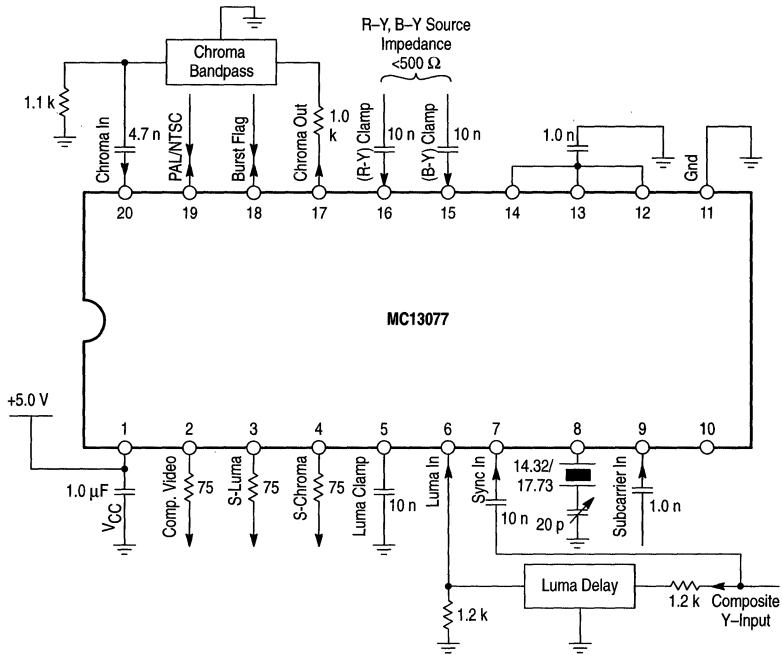 R–Y, B–Y Source
Impedance
<500 Ω
Chroma
Bandpass
1.1 k
Chroma In
4.7 n
PAL/NTSC
Burst Flag
Chroma Out
1.0
k
(R-Y) Clamp
10 n
(B-Y) Clamp
10 n
1.0 n
Gnd
20
19
18
17
16
15
14
13
12
11
MC13077
+5.0 V
1
2
3
4
5
6
7
8
9
10
1.0 µF
VCC
Comp. Video
75
S-Luma
75
S-Chroma
75
Luma Clamp
10 n
Luma In
Sync In
10 n
14.32/
17.73
20 p
Subcarrier In
1.0 n
1.2 k
Luma Delay
1.2 k
Composite
Y–Input